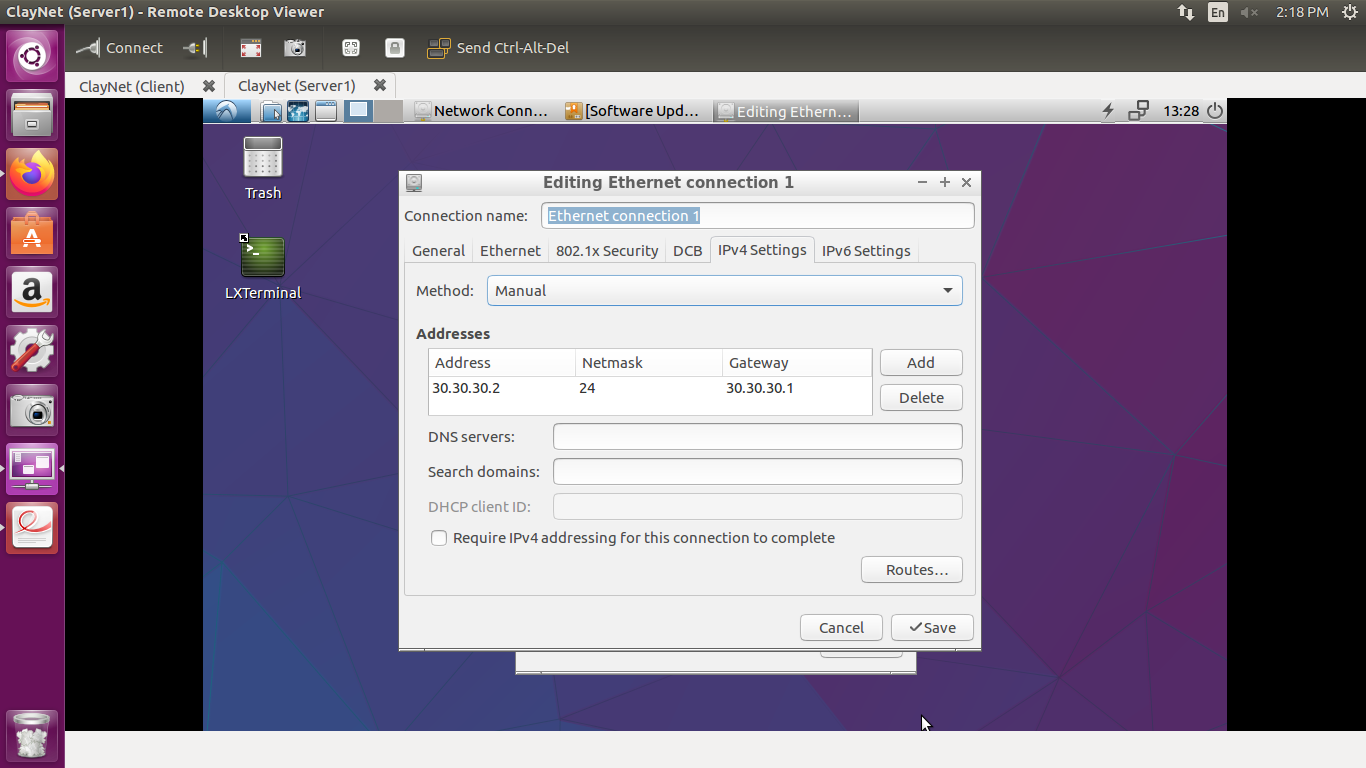 ClayNet (Server1) - Remote Desktop Viewer
En
2:18 PM
Connect
Send Ctrl-Alt-Del
ClayNet (Client)
ClayNet (Server1)
Network Conn...
[Software Upd...
Editing Ethern...
13:28
Trash
LXTerminal
Editing Ethernet connection 1
Connection name: Ethernet connection 1
General Ethernet 802.1x Security DCB IPv4 Settings IPv6 Settings
Method: Manual
Addresses
Address Netmask Gateway
30.30.30.2 24 30.30.30.1
Add
Delete
DNS servers:
Search domains:
DHCP client ID:
Require IPv4 addressing for this connection to complete
Routes...
Cancel Save